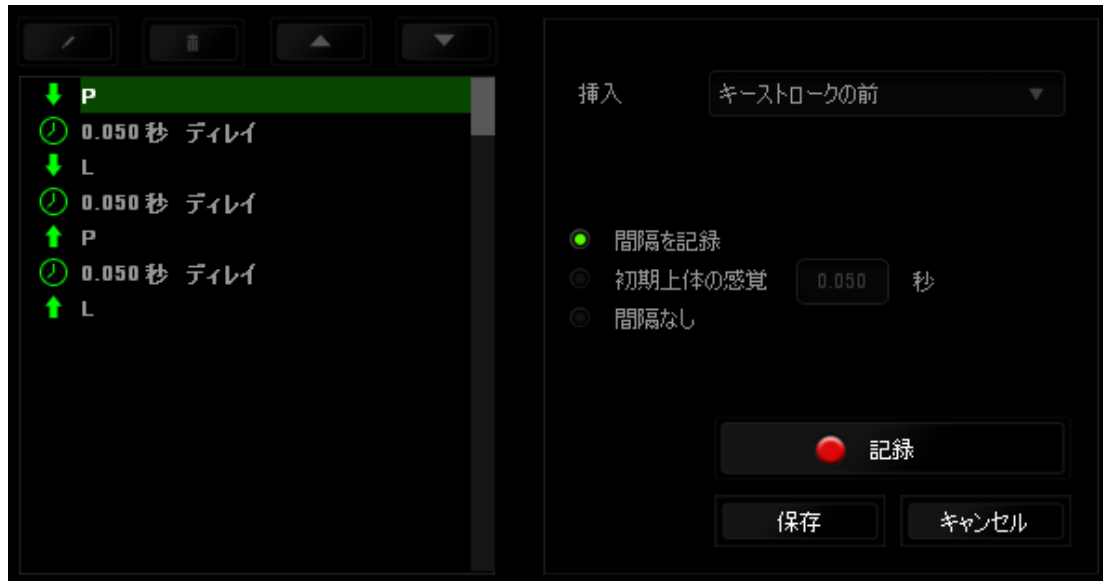 P
0.050 秒 ディレイ
L
0.050 秒 ディレイ
P
0.050 秒 ディレイ
L
挿入 キーストロークの前
間隔を記録
初期上体の感覚 0.050 秒
間隔なし
記録
保存 キャンセル